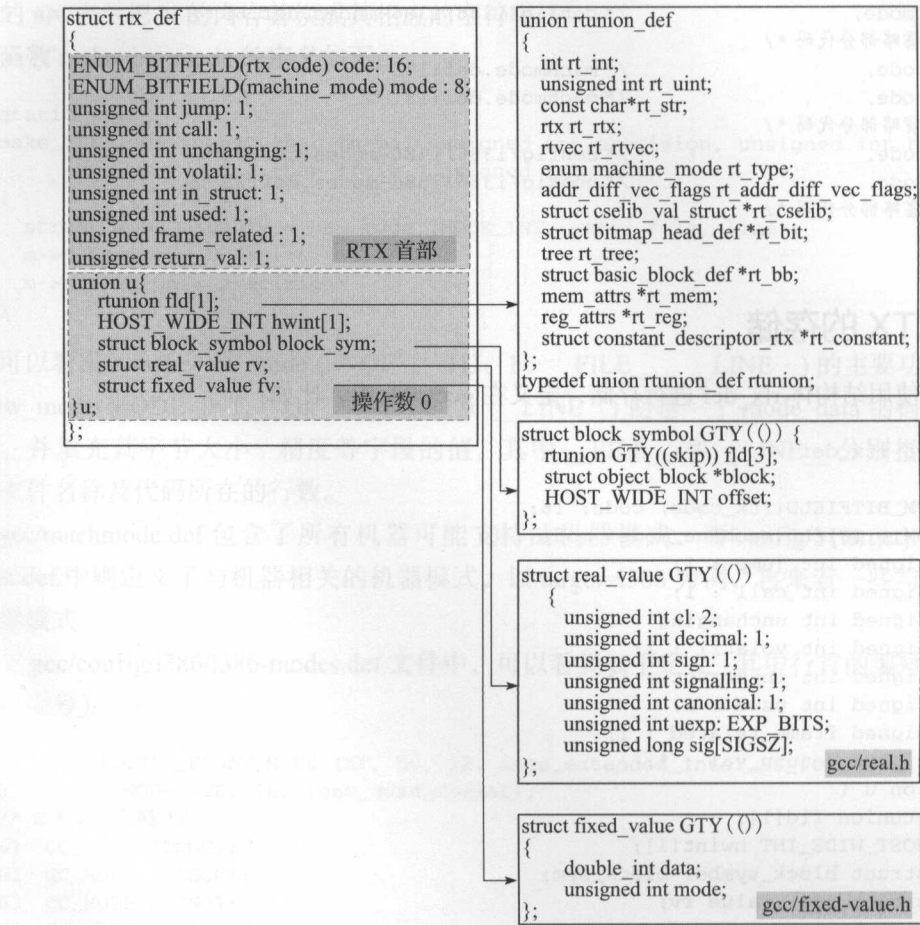 struct rtx_def
{
ENUM_BITFIELD(rtx_code) code: 16;
ENUM_BITFIELD(machine_mode) mode : 8;
unsigned int jump: 1;
unsigned int call: 1;
unsigned int unchanging: 1;
unsigned int volatil: 1;
unsigned int in_struct: 1;
unsigned int used: 1;
unsigned frame_related : 1;
unsigned return_val: 1;
RTX 首部
union u{
rtunion fld[1];
HOST_WIDE_INT hwint[1];
struct block_symbol block_sym;
struct real_value rv;
struct fixed_value fv;
}u;
操作数 0
};
union rtunion_def
{
int rt_int;
unsigned int rt_uint;
const char*rt_str;
rtx rt_rtx;
rtvec rt_rtvec;
enum machine_mode rt_type;
addr_diff_vec_flags rt_addr_diff_vec_flags;
struct cselib_val_struct *rt_cselib;
struct bitmap_head_def *rt_bit;
tree rt_tree;
struct basic_block_def *rt_bb;
mem_attrs *rt_mem;
reg_attrs *rt_reg;
struct constant_descriptor_rtx *rt_constant;
};
typedef union rtunion_def rtunion;
struct block_symbol GTY(()) {
rtunion GTY((skip)) fld[3];
struct object_block *block;
HOST_WIDE_INT offset;
};
struct real_value GTY(())
{
unsigned int cl: 2;
unsigned int decimal: 1;
unsigned int sign: 1;
unsigned int signalling: 1;
unsigned int canonical: 1;
unsigned int uexp: EXP_BITS;
unsigned long sig[SIGSZ];
};
gcc/real.h
struct fixed_value GTY(())
{
double_int data;
unsigned int mode;
};
gcc/fixed-value.h